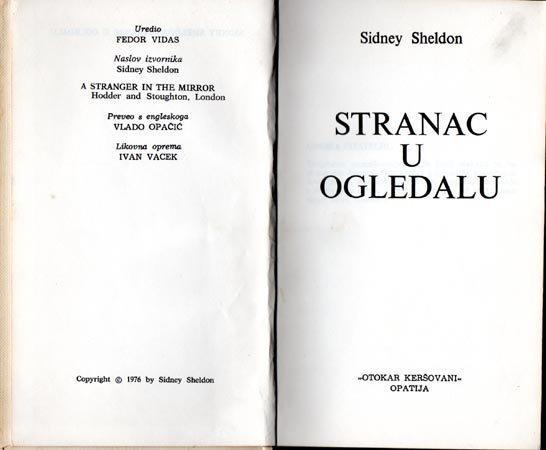 Uredio
FEDOR VIDAS
Naslov izvornika
Sidney Sheldon
A STRANGER IN THE MIRROR
Hodder and Stoughton, London
Preveo s engleskoga
VLADO OPAČIĆ
Likovna oprema
IVAN VACEK
Copyright © 1976 by Sidney Sheldon
Sidney Sheldon
STRANAC
U
OGLEDALU
»OTOKAR KERŠOVANI«
OPATIJA